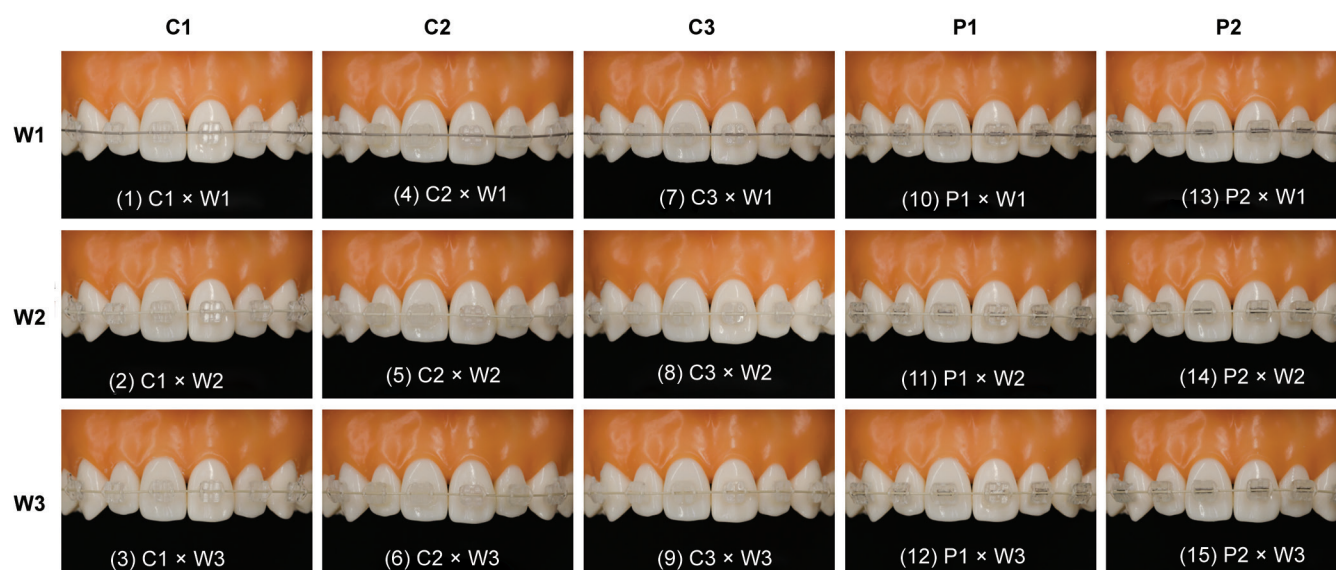 C1 C2 C3 P1 P2
W1
(1) C1 × W1
(4) C2 × W1
(7) C3 × W1
(10) P1 × W1
(13) P2 × W1
W2
(2) C1 × W2
(5) C2 × W2
(8) C3 × W2
(11) P1 × W2
(14) P2 × W2
W3
(3) C1 × W3
(6) C2 × W3
(9) C3 × W3
(12) P1 × W3
(15) P2 × W3